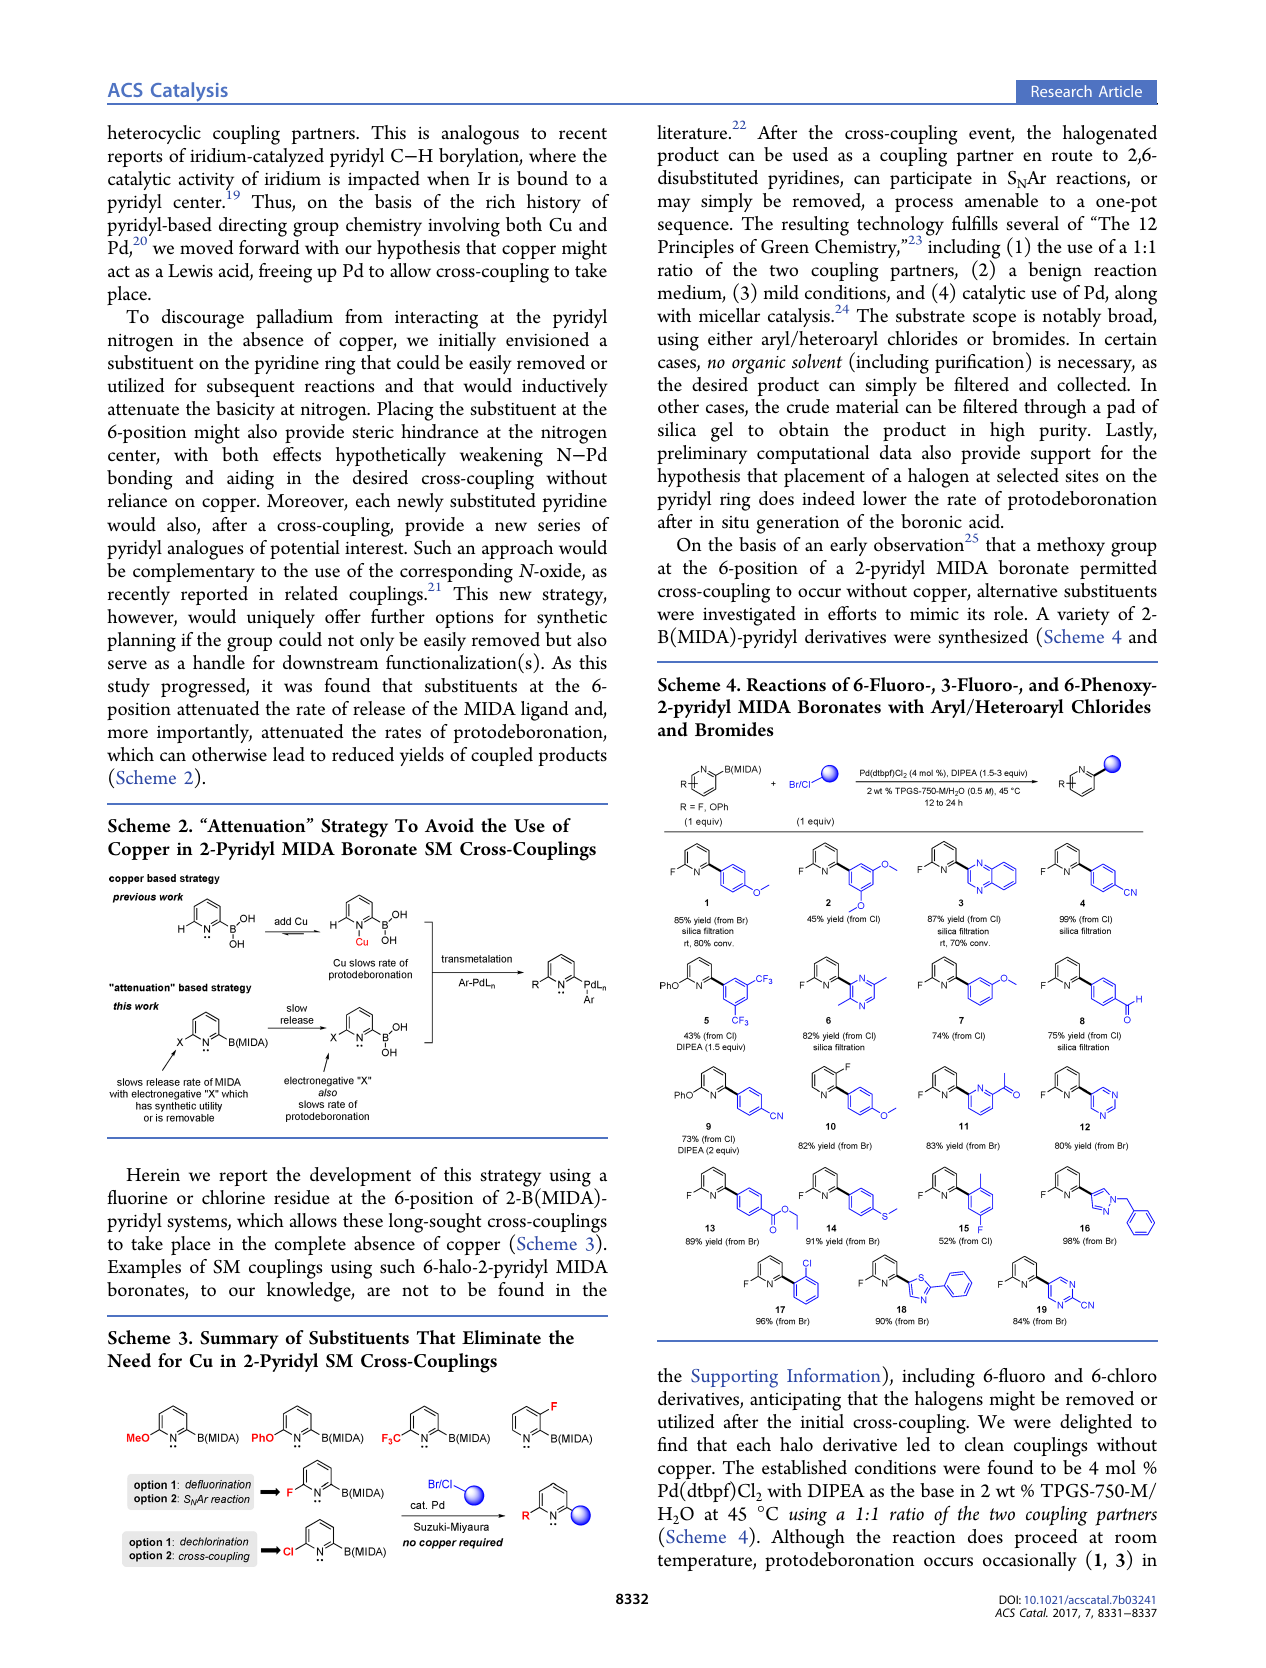 ACS Catalysis
Research Article
heterocyclic coupling partners. This is analogous to recent
reports of iridium-catalyzed pyridyl C−H borylation, where the
catalytic activity of iridium is impacted when Ir is bound to a
pyridyl center.19 Thus, on the basis of the rich history of
pyridyl-based directing group chemistry involving both Cu and
Pd,20 we moved forward with our hypothesis that copper might
act as a Lewis acid, freeing up Pd to allow cross-coupling to take
place.
To discourage palladium from interacting at the pyridyl
nitrogen in the absence of copper, we initially envisioned a
substituent on the pyridine ring that could be easily removed or
utilized for subsequent reactions and that would inductively
attenuate the basicity at nitrogen. Placing the substituent at the
6-position might also provide steric hindrance at the nitrogen
center, with both effects hypothetically weakening N−Pd
bonding and aiding in the desired cross-coupling without
reliance on copper. Moreover, each newly substituted pyridine
would also, after a cross-coupling, provide a new series of
pyridyl analogues of potential interest. Such an approach would
be complementary to the use of the corresponding N-oxide, as
recently reported in related couplings.21 This new strategy,
however, would uniquely offer further options for synthetic
planning if the group could not only be easily removed but also
serve as a handle for downstream functionalization(s). As this
study progressed, it was found that substituents at the 6-
position attenuated the rate of release of the MIDA ligand and,
more importantly, attenuated the rates of protodeboronation,
which can otherwise lead to reduced yields of coupled products
(Scheme 2).
Scheme 2. “Attenuation” Strategy To Avoid the Use of
Copper in 2-Pyridyl MIDA Boronate SM Cross-Couplings
copper based strategy
previous work
H N B OH OH
add Cu
H N B OH OH
Cu
Cu slows rate of
protodeboronation
"attenuation" based strategy
this work
X N B(MIDA)
slow
release
X N B OH OH
transmetalation
Ar-PdLn
R N PdLn
Ar
slows release rate of MIDA
with electronegative "X" which
has synthetic utility
or is removable
electronegative "X"
also
slows rate of
protodeboronation
Herein we report the development of this strategy using a
fluorine or chlorine residue at the 6-position of 2-B(MIDA)-
pyridyl systems, which allows these long-sought cross-couplings
to take place in the complete absence of copper (Scheme 3).
Examples of SM couplings using such 6-halo-2-pyridyl MIDA
boronates, to our knowledge, are not to be found in the
Scheme 3. Summary of Substituents That Eliminate the
Need for Cu in 2-Pyridyl SM Cross-Couplings
MeO N B(MIDA) PhO N B(MIDA) F3C N B(MIDA) F N B(MIDA)
option 1: defluorination
option 2: SNAr reaction
F N B(MIDA)
option 1: dechlorination
option 2: cross-coupling
Cl N B(MIDA)
Br/Cl
cat. Pd
Suzuki-Miyaura
no copper required
R N
literature.22 After the cross-coupling event, the halogenated
product can be used as a coupling partner en route to 2,6-
disubstituted pyridines, can participate in SNAr reactions, or
may simply be removed, a process amenable to a one-pot
sequence. The resulting technology fulfills several of “The 12
Principles of Green Chemistry,”23 including (1) the use of a 1:1
ratio of the two coupling partners, (2) a benign reaction
medium, (3) mild conditions, and (4) catalytic use of Pd, along
with micellar catalysis.24 The substrate scope is notably broad,
using either aryl/heteroaryl chlorides or bromides. In certain
cases, no organic solvent (including purification) is necessary, as
the desired product can simply be filtered and collected. In
other cases, the crude material can be filtered through a pad of
silica gel to obtain the product in high purity. Lastly,
preliminary computational data also provide support for the
hypothesis that placement of a halogen at selected sites on the
pyridyl ring does indeed lower the rate of protodeboronation
after in situ generation of the boronic acid.
On the basis of an early observation25 that a methoxy group
at the 6-position of a 2-pyridyl MIDA boronate permitted
cross-coupling to occur without copper, alternative substituents
were investigated in efforts to mimic its role. A variety of 2-
B(MIDA)-pyridyl derivatives were synthesized (Scheme 4 and
Scheme 4. Reactions of 6-Fluoro-, 3-Fluoro-, and 6-Phenoxy-
2-pyridyl MIDA Boronates with Aryl/Heteroaryl Chlorides
and Bromides
R N B(MIDA)
R = F, OPh
(1 equiv)
+
Br/Cl
(1 equiv)
Pd(dtbpf)Cl2 (4 mol %), DIPEA (1.5-3 equiv)
2 wt % TPGS-750-M/H2O (0.5 M), 45 °C
12 to 24 h
R N
F N O
1
85% yield (from Br)
silica filtration
rt, 80% conv.
F N O O
2
45% yield (from Cl)
F N N N
3
87% yield (from Cl)
silica filtration
rt, 70% conv.
F N CN
4
99% (from Cl)
silica filtration
PhO N CF3 CF3
5
43% (from Cl)
DIPEA (1.5 equiv)
F N N N
6
82% yield (from Cl)
silica filtration
F N O
7
74% (from Cl)
F N H O
8
75% yield (from Cl)
silica filtration
PhO N CN
9
73% (from Cl)
DIPEA (2 equiv)
F N O
10
82% yield (from Br)
F N N O
11
83% yield (from Br)
F N N N
12
80% yield (from Br)
F N O O
13
89% yield (from Br)
F N S
14
91% yield (from Br)
F N F
15
52% (from Cl)
F N N N
16
98% (from Br)
F N Cl
17
96% (from Br)
F N S N
18
90% (from Br)
F N N N CN
19
84% (from Br)
the Supporting Information), including 6-fluoro and 6-chloro
derivatives, anticipating that the halogens might be removed or
utilized after the initial cross-coupling. We were delighted to
find that each halo derivative led to clean couplings without
copper. The established conditions were found to be 4 mol %
Pd(dtbpf)Cl2 with DIPEA as the base in 2 wt % TPGS-750-M/
H2O at 45 °C using a 1:1 ratio of the two coupling partners
(Scheme 4). Although the reaction does proceed at room
temperature, protodeboronation occurs occasionally (1, 3) in
8332
DOI: 10.1021/acscatal.7b03241
ACS Catal. 2017, 7, 8331−8337